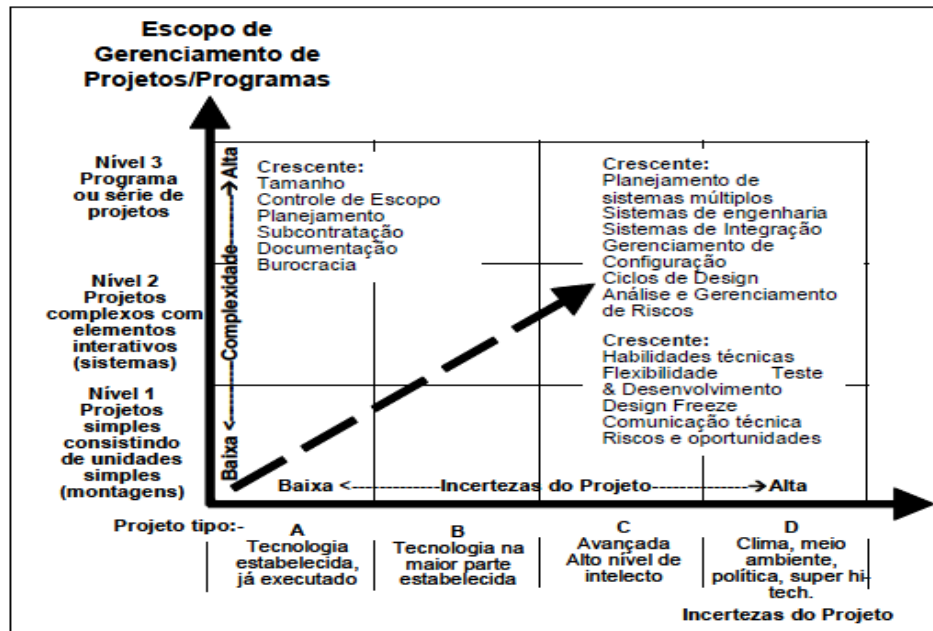 Escopo de
Gerenciamento de
Projetos/Programas
Nível 3
Programa
ou série de
projetos
Nível 2
Projetos
complexos com
elementos
interativos
(sistemas)
Nível 1
Projetos
simples
consistindo
de unidades
simples
(montagens)
Baixa <---------Complexidade--------→Alta
Crescente:
Tamanho
Controle de Escopo
Planejamento
Subcontratação
Documentação
Burocracia
Crescente:
Planejamento de
sistemas múltiplos
Sistemas de engenharia
Sistemas de Integração
Gerenciamento de
Configuração
Ciclos de Design
Análise e Gerenciamento
de Riscos
Crescente:
Habilidades técnicas
Flexibilidade Teste
& Desenvolvimento
Design Freeze
Comunicação técnica
Riscos e oportunidades
Baixa <-------------Incertezas do Projeto-----------→Alta
Projeto tipo:-
A
Tecnologia
estabelecida,
já executado
B
Tecnologia na
maior parte
estabelecida
C
Avançada
Alto nível de
intelecto
D
Clima, meio
ambiente,
política, super hi-
tech.
Incertezas do Projeto